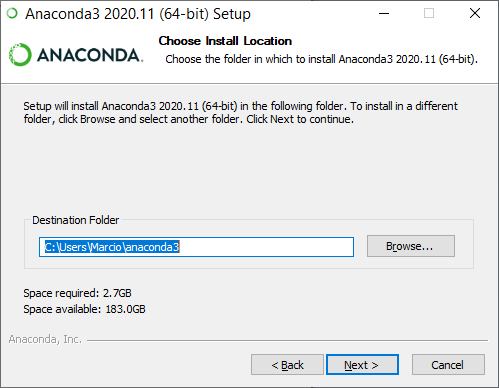 Anaconda3 2020.11 (64-bit) Setup
ANACONDA.
Choose Install Location
Choose the folder in which to install Anaconda3 2020.11 (64-bit).
Setup will install Anaconda3 2020.11 (64-bit) in the following folder. To install in a different
folder, click Browse and select another folder. Click Next to continue.
Destination Folder
C:\Users\Marcio\anaconda3
Browse...
Space required: 2.7GB
Space available: 183.0GB
Anaconda, Inc.
< Back
Next >
Cancel